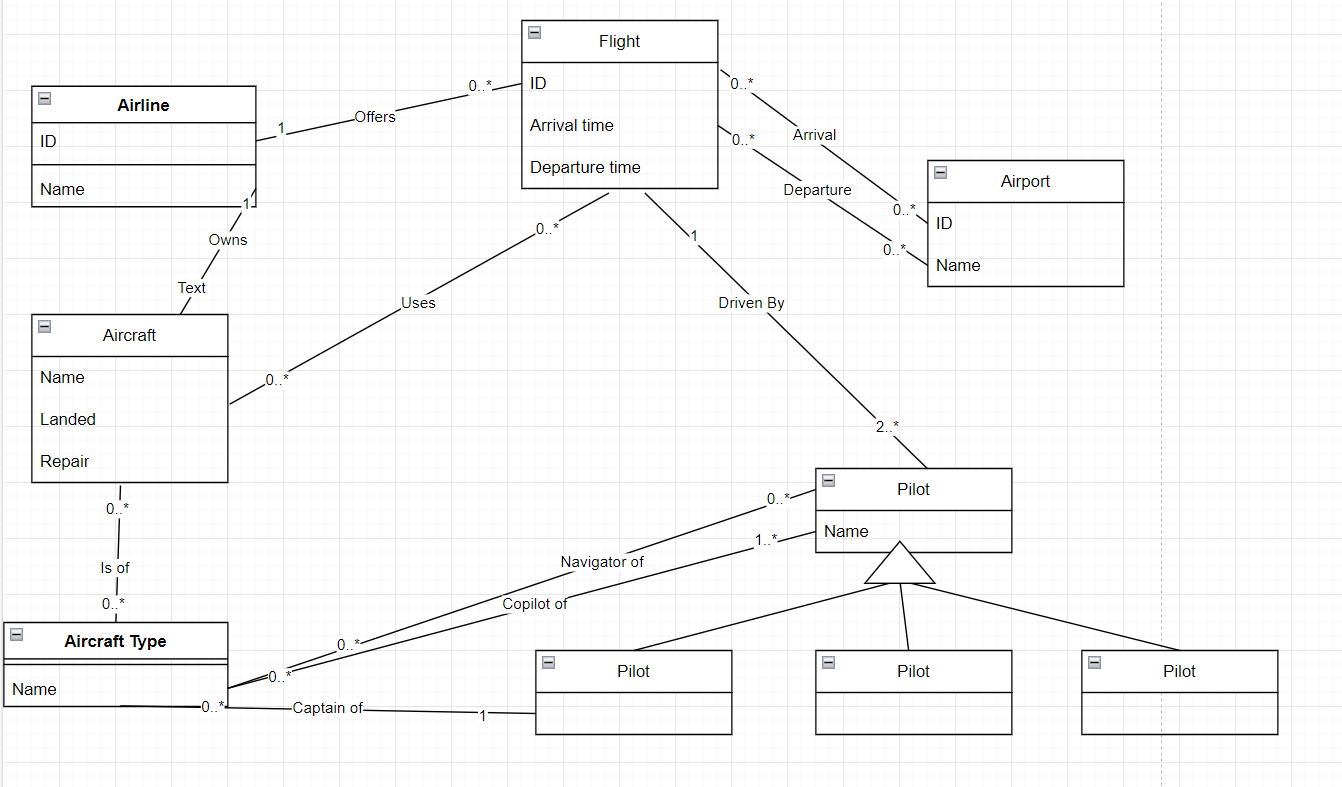 Flight
ID
Arrival time
Departure time
Airline
ID
Name
1
Offers
0..*
0..*
Arrival
0..*
0..*
Departure
0..*
Airport
ID
Name
1
Owns
Text
Aircraft
Name
Landed
Repair
0..*
Uses
0..*
1
Driven By
2..*
Pilot
Name
0..*
Is of
0..*
Aircraft Type
Name
0..*
Navigator of
0..*
1..*
Copilot of
0..*
0..*
Captain of
1
Pilot
Pilot
Pilot